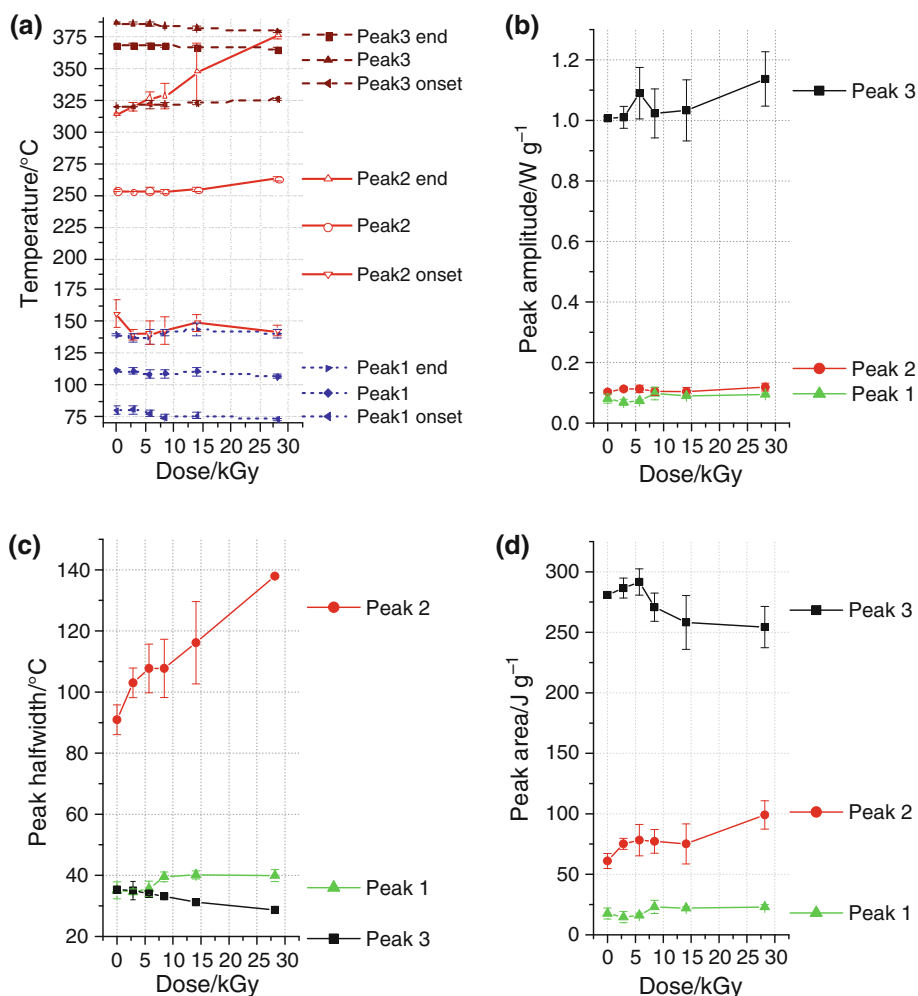 (a)
375
350
325
300
275
250
225
200
175
150
125
100
75
Temperature/°C
0 5 10 15 20 25 30
Dose/kGy
Peak3 end
Peak3
Peak3 onset
Peak2 end
Peak2
Peak2 onset
Peak1 end
Peak1
Peak1 onset
(b)
1.2
1.0
0.8
0.6
0.4
0.2
0.0
Peak amplitude/W g⁻¹
0 5 10 15 20 25 30
Dose/kGy
Peak 3
Peak 2
Peak 1
(c)
140
120
100
80
60
40
20
Peak halfwidth/°C
0 5 10 15 20 25 30
Dose/kGy
Peak 2
Peak 1
Peak 3
(d)
300
250
200
150
100
50
0
Peak area/J g⁻¹
0 5 10 15 20 25 30
Dose/kGy
Peak 3
Peak 2
Peak 1